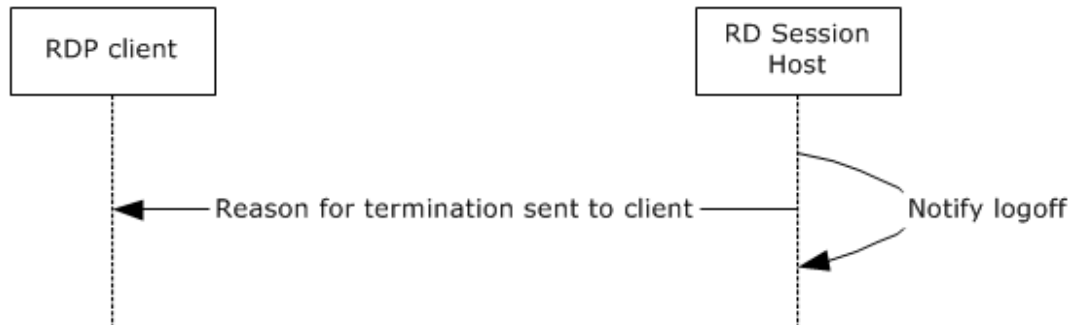 RDP client
RD Session
Host
Reason for termination sent to client
Notify logoff